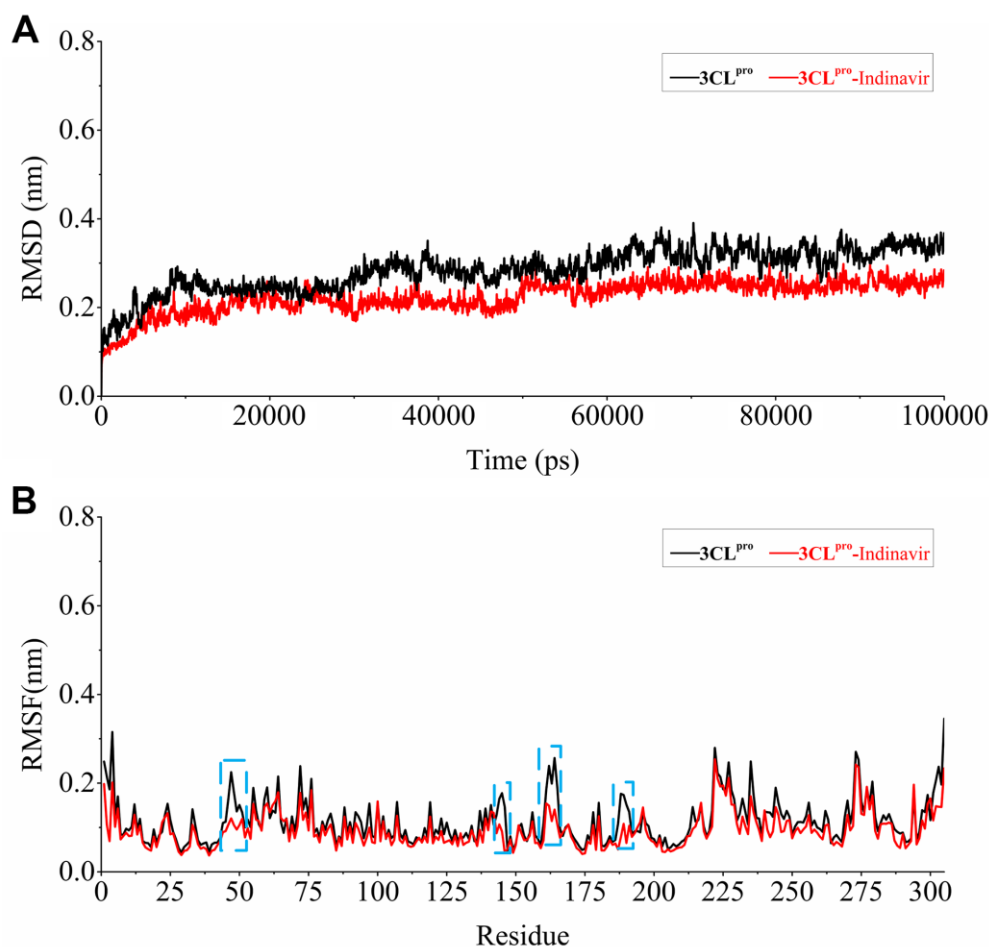 A
0.8
0.6
0.4
0.2
0.0
RMSD (nm)
3CLpro 3CLpro-Indinavir
0 20000 40000 60000 80000 100000
Time (ps)
B
0.8
0.6
0.4
0.2
0.0
RMSF(nm)
3CLpro 3CLpro-Indinavir
0 25 50 75 100 125 150 175 200 225 250 275 300
Residue